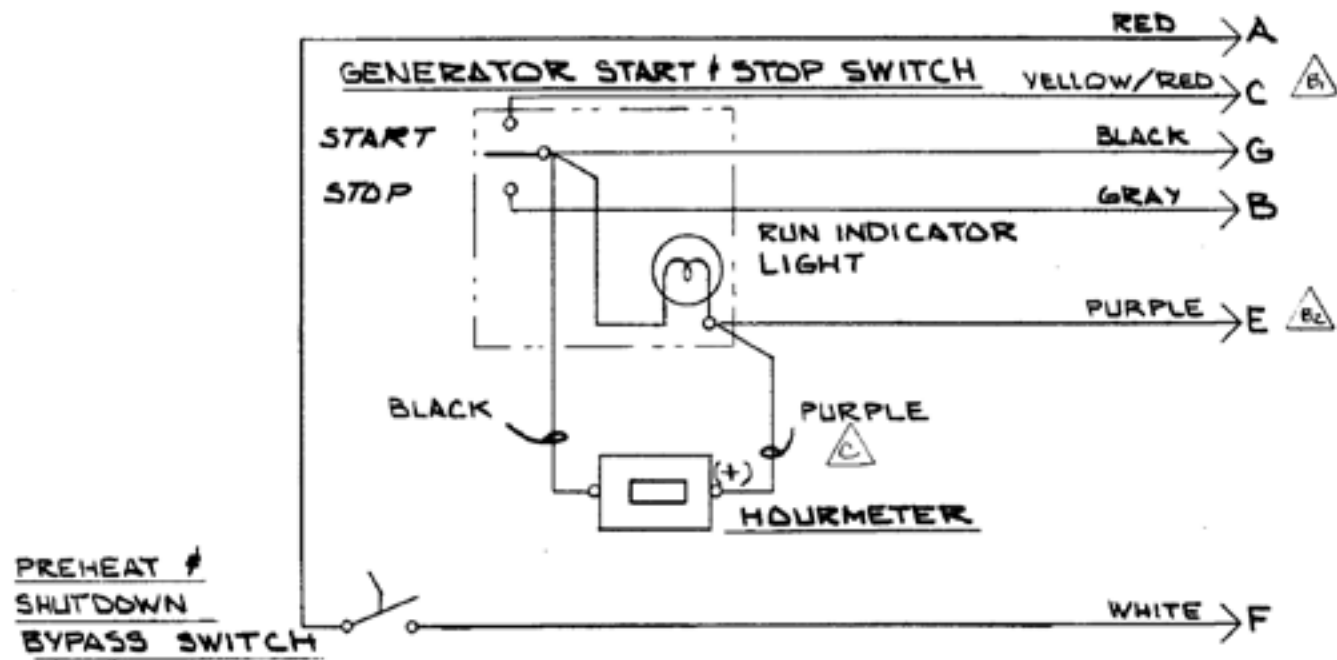 RED A
GENERATOR START & STOP SWITCH YELLOW/RED C B1
START BLACK G
STOP GRAY B
RUN INDICATOR
LIGHT
PURPLE E B2
BLACK PURPLE
C
(+)
HOURMETER
PREHEAT &
SHUTDOWN
BYPASS SWITCH
WHITE F